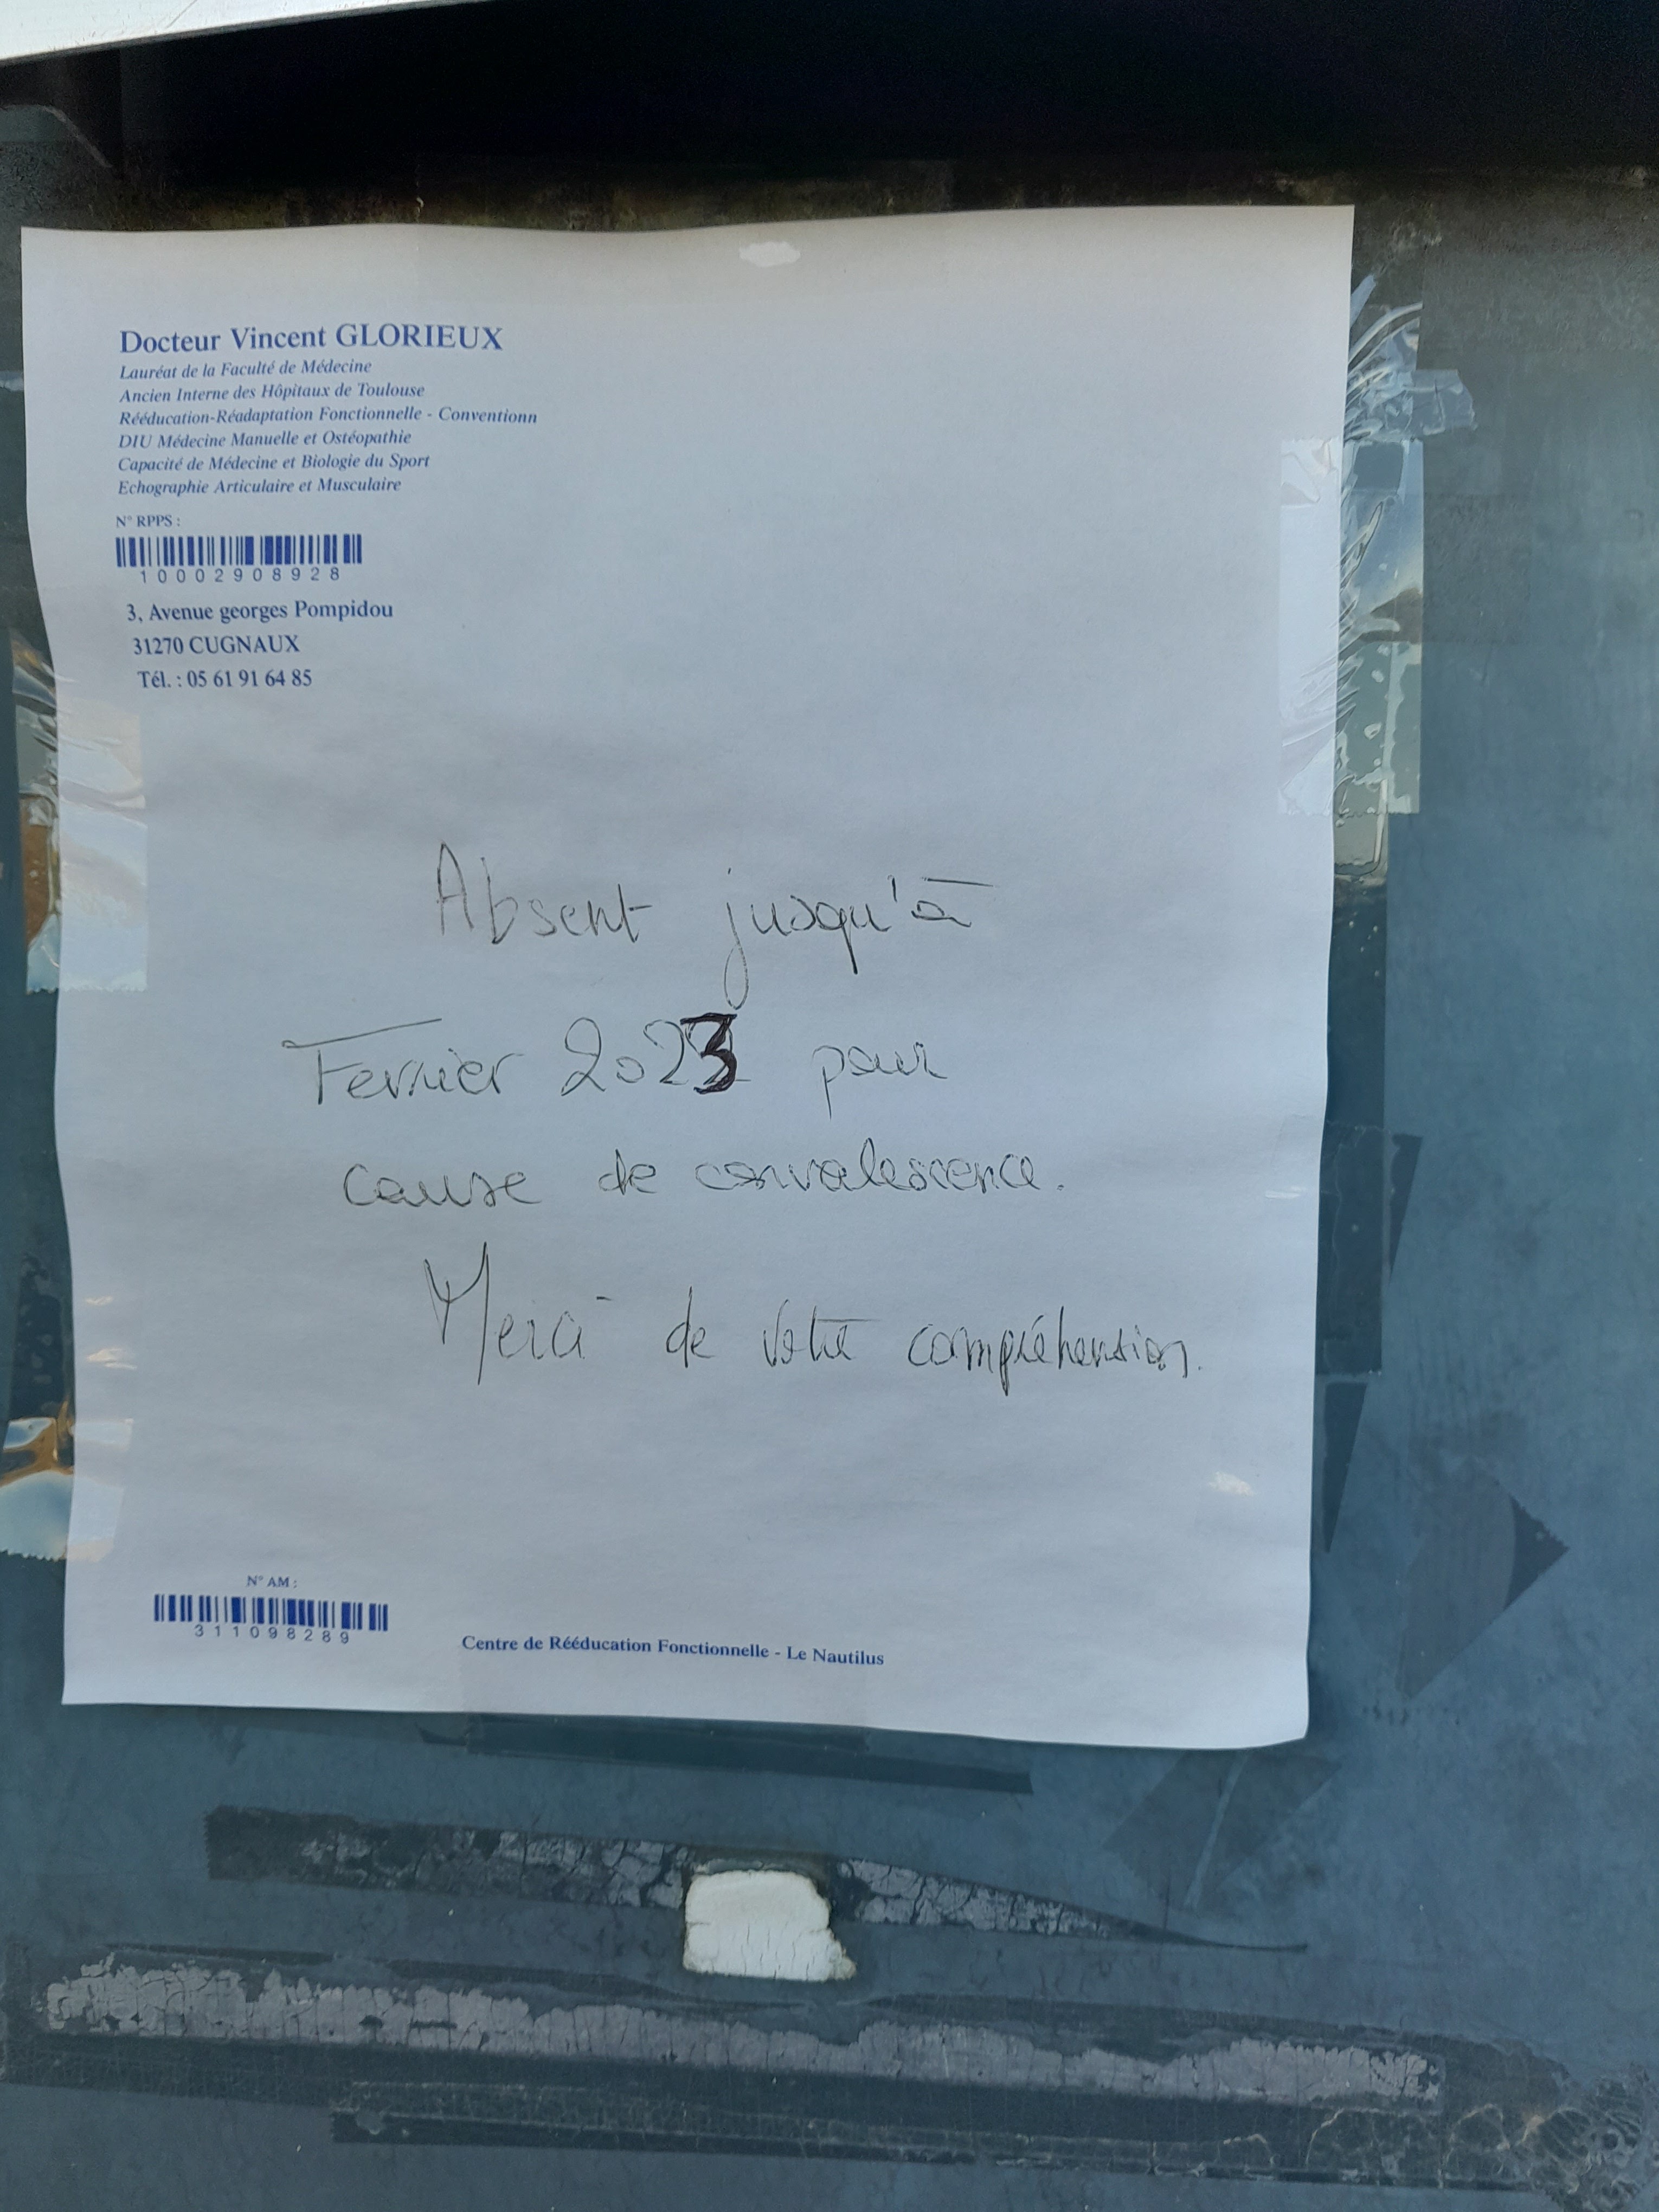 Docteur Vincent GLORIEUX
Lauréat de la Faculté de Médecine
Ancien Interne des Hôpitaux de Toulouse
Rééducation-Réadaptation Fonctionnelle - Conventionn
DIU Médecine Manuelle et Ostéopathie
Capacité de Médecine et Biologie du Sport
Echographie Articulaire et Musculaire
N° RPPS :
10002908928
3, Avenue georges Pompidou
31270 CUGNAUX
Tél. : 05 61 91 64 85
Absent jusqu'à
Fevrier 2023 pour
cause de convalescence.
Merci de votre compréhension.
N° AM :
311098289
Centre de Rééducation Fonctionnelle - Le Nautilus